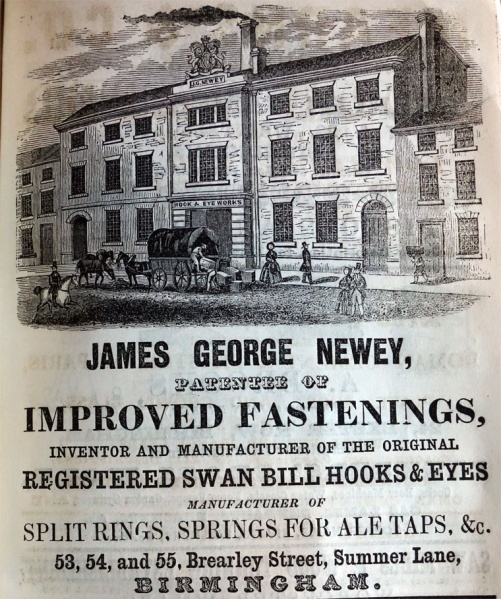 J.G. NEWEY
HOOK & EYE WORKS
JAMES GEORGE NEWEY,
PATENTEE OF
IMPROVED FASTENINGS,
INVENTOR AND MANUFACTURER OF THE ORIGINAL
REGISTERED SWAN BILL HOOKS & EYES
MANUFACTURER OF
SPLIT RINGS, SPRINGS FOR ALE TAPS, &c.
53, 54, and 55, Brearley Street, Summer Lane,
BIRMINGHAM.